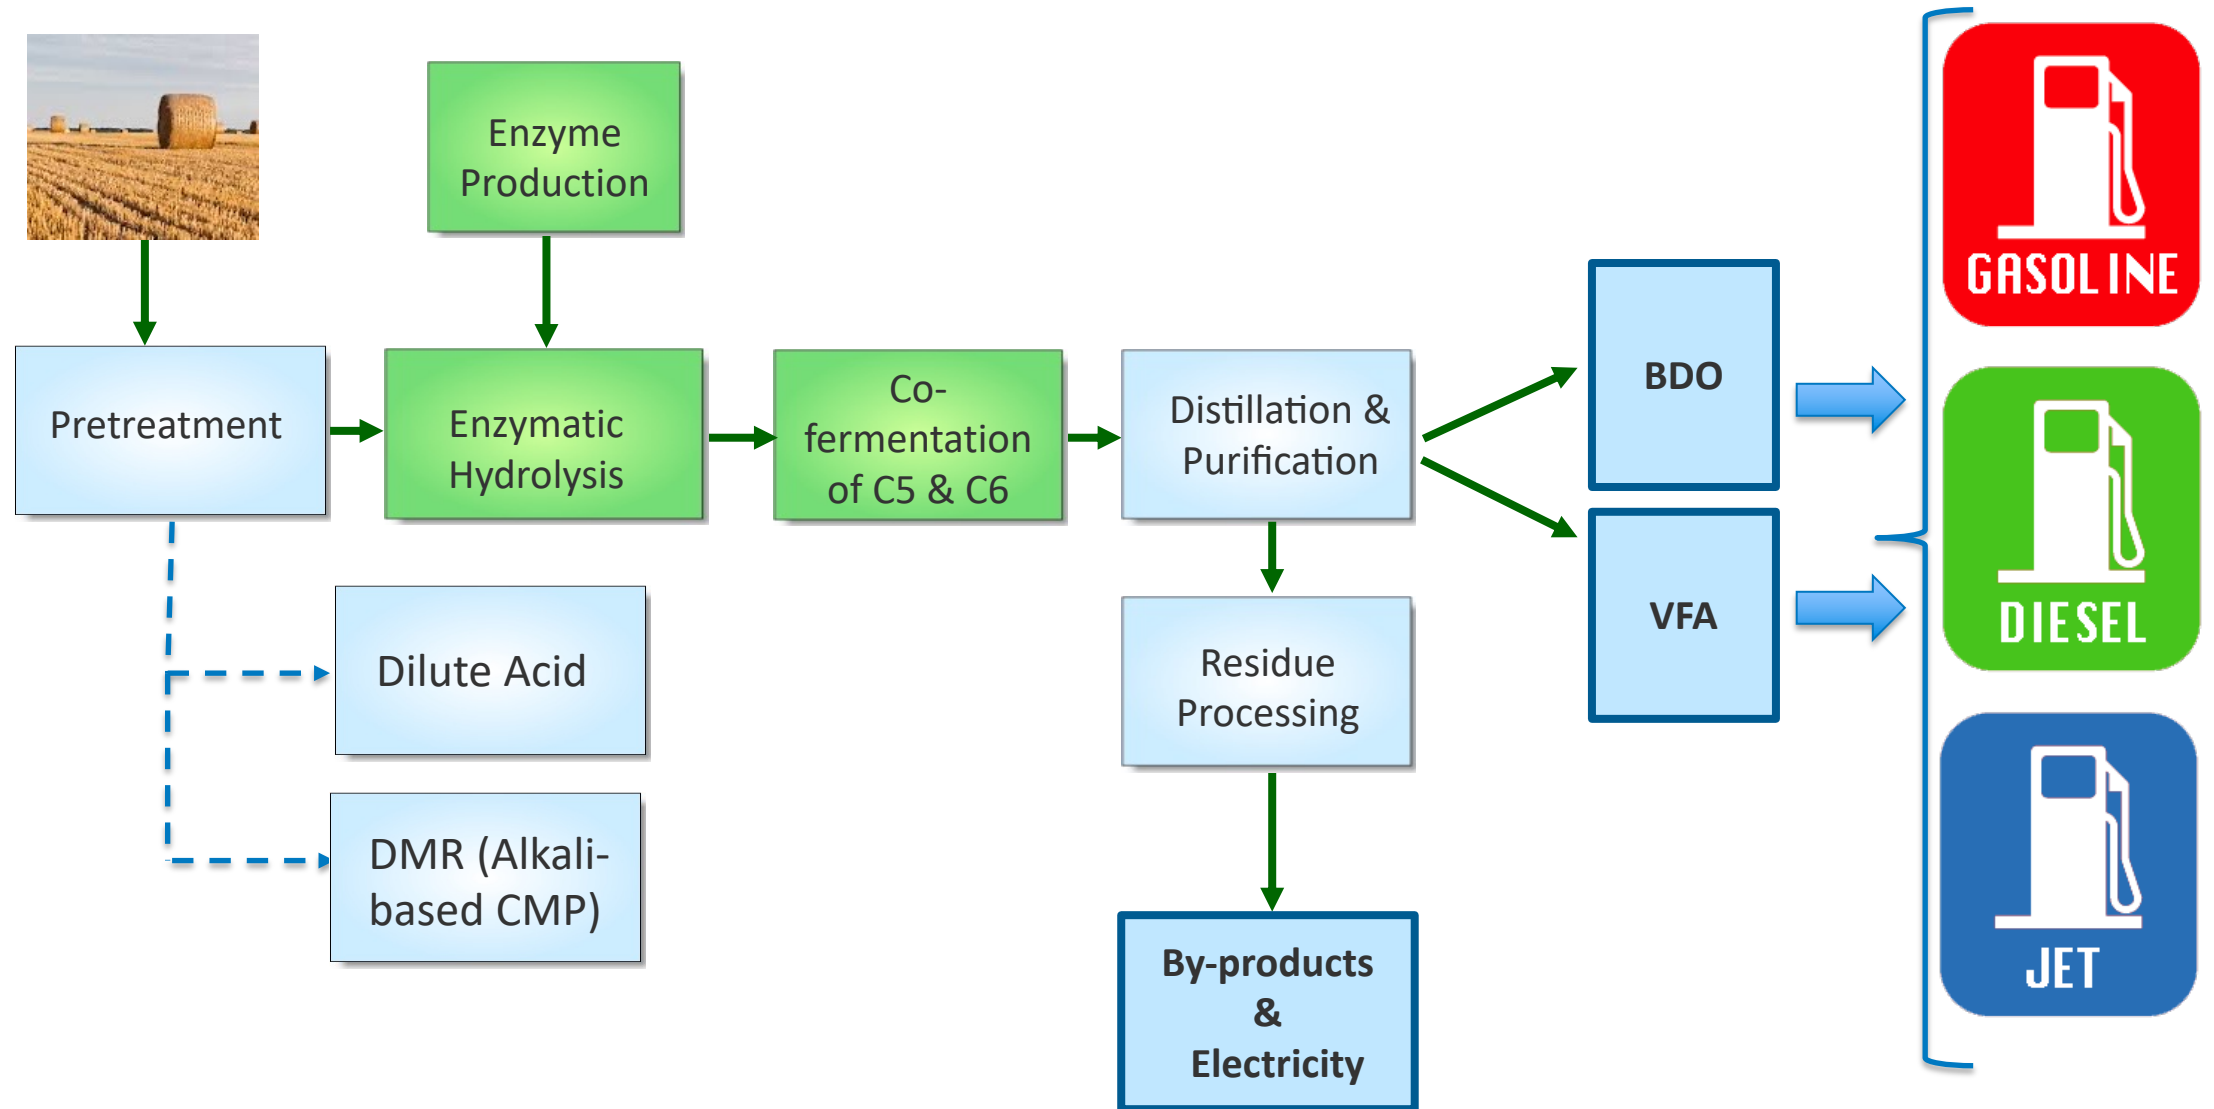 Enzyme
Production
Pretreatment
Enzymatic
Hydrolysis
Co-
fermentation
of C5 & C6
Distillation &
Purification
BDO
VFA
Dilute Acid
DMR (Alkali-
based CMP)
Residue
Processing
By-products
&
Electricity
GASOLINE
DIESEL
JET